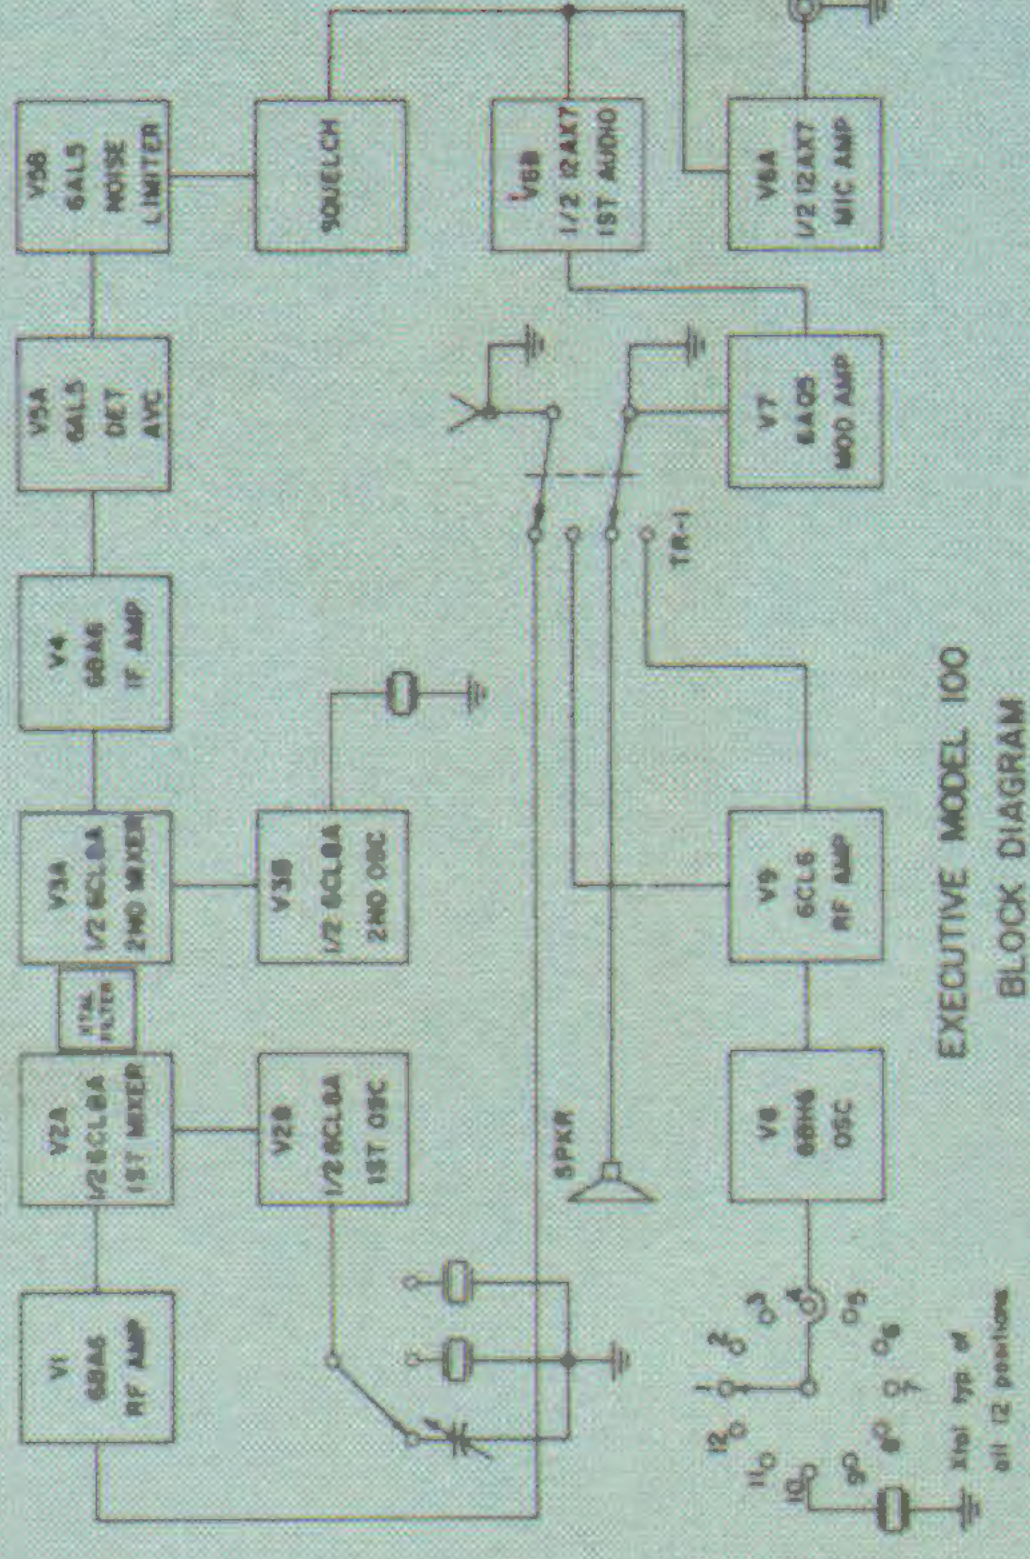 V1
6BA6
RF AMP
V2A
1/2 6CL8A
1ST MIXER
XTAL
FILTER
V3A
1/2 6CL8A
2ND MIXER
V4
6BA6
IF AMP
V5A
6AL5
DET
AVC
V5B
6AL5
NOISE
LIMITER
V2B
1/2 6CL8A
1ST OSC
V3B
1/2 6CL8A
2ND OSC
SQUELCH
V6B
1/2 12AX7
1ST AUDIO
SPKR
TR-1
V8
6BH6
OSC
V9
6CL6
RF AMP
V7
6AQ5
MOD AMP
V6A
1/2 12AX7
MIC AMP
1
2
3
4
5
6
7
8
9
10
11
12
Xtal typ of
all 12 positions
EXECUTIVE MODEL 100
BLOCK DIAGRAM